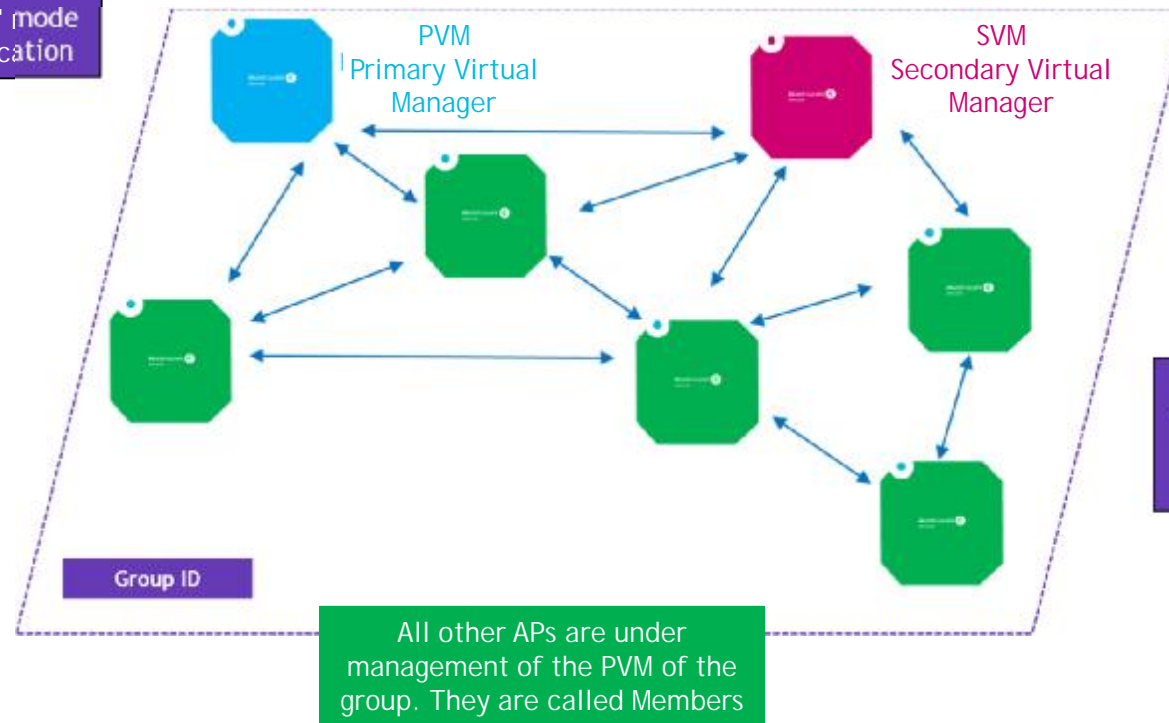 mode
cation
PVM
Primary Virtual
Manager
SVM
Secondary Virtual
Manager
Group ID
All other APs are under
management of the PVM of the
group. They are called Members